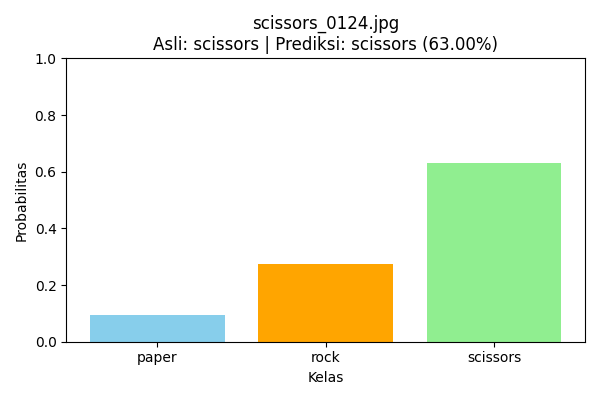 scissors_0124.jpg
Asli: scissors | Prediksi: scissors (63.00%)
1.0
0.8
0.6
0.4
0.2
0.0
Probabilitas
paper
rock
scissors
Kelas